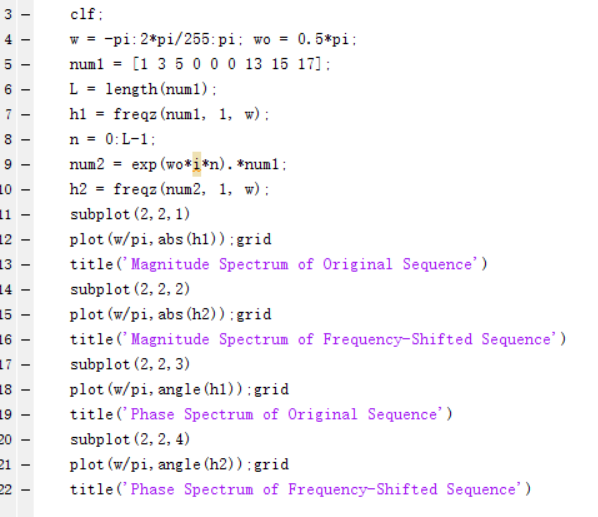 3 – clf;
4 – w = -pi:2*pi/255:pi; wo = 0.5*pi;
5 – num1 = [1 3 5 0 0 0 13 15 17];
6 – L = length(num1);
7 – h1 = freqz(num1, 1, w);
8 – n = 0:L-1;
9 – num2 = exp(wo*i*n).*num1;
10 – h2 = freqz(num2, 1, w);
11 – subplot(2,2,1)
12 – plot(w/pi,abs(h1));grid
13 – title('Magnitude Spectrum of Original Sequence')
14 – subplot(2,2,2)
15 – plot(w/pi,abs(h2));grid
16 – title('Magnitude Spectrum of Frequency-Shifted Sequence')
17 – subplot(2,2,3)
18 – plot(w/pi,angle(h1));grid
19 – title('Phase Spectrum of Original Sequence')
20 – subplot(2,2,4)
21 – plot(w/pi,angle(h2));grid
22 – title('Phase Spectrum of Frequency-Shifted Sequence')